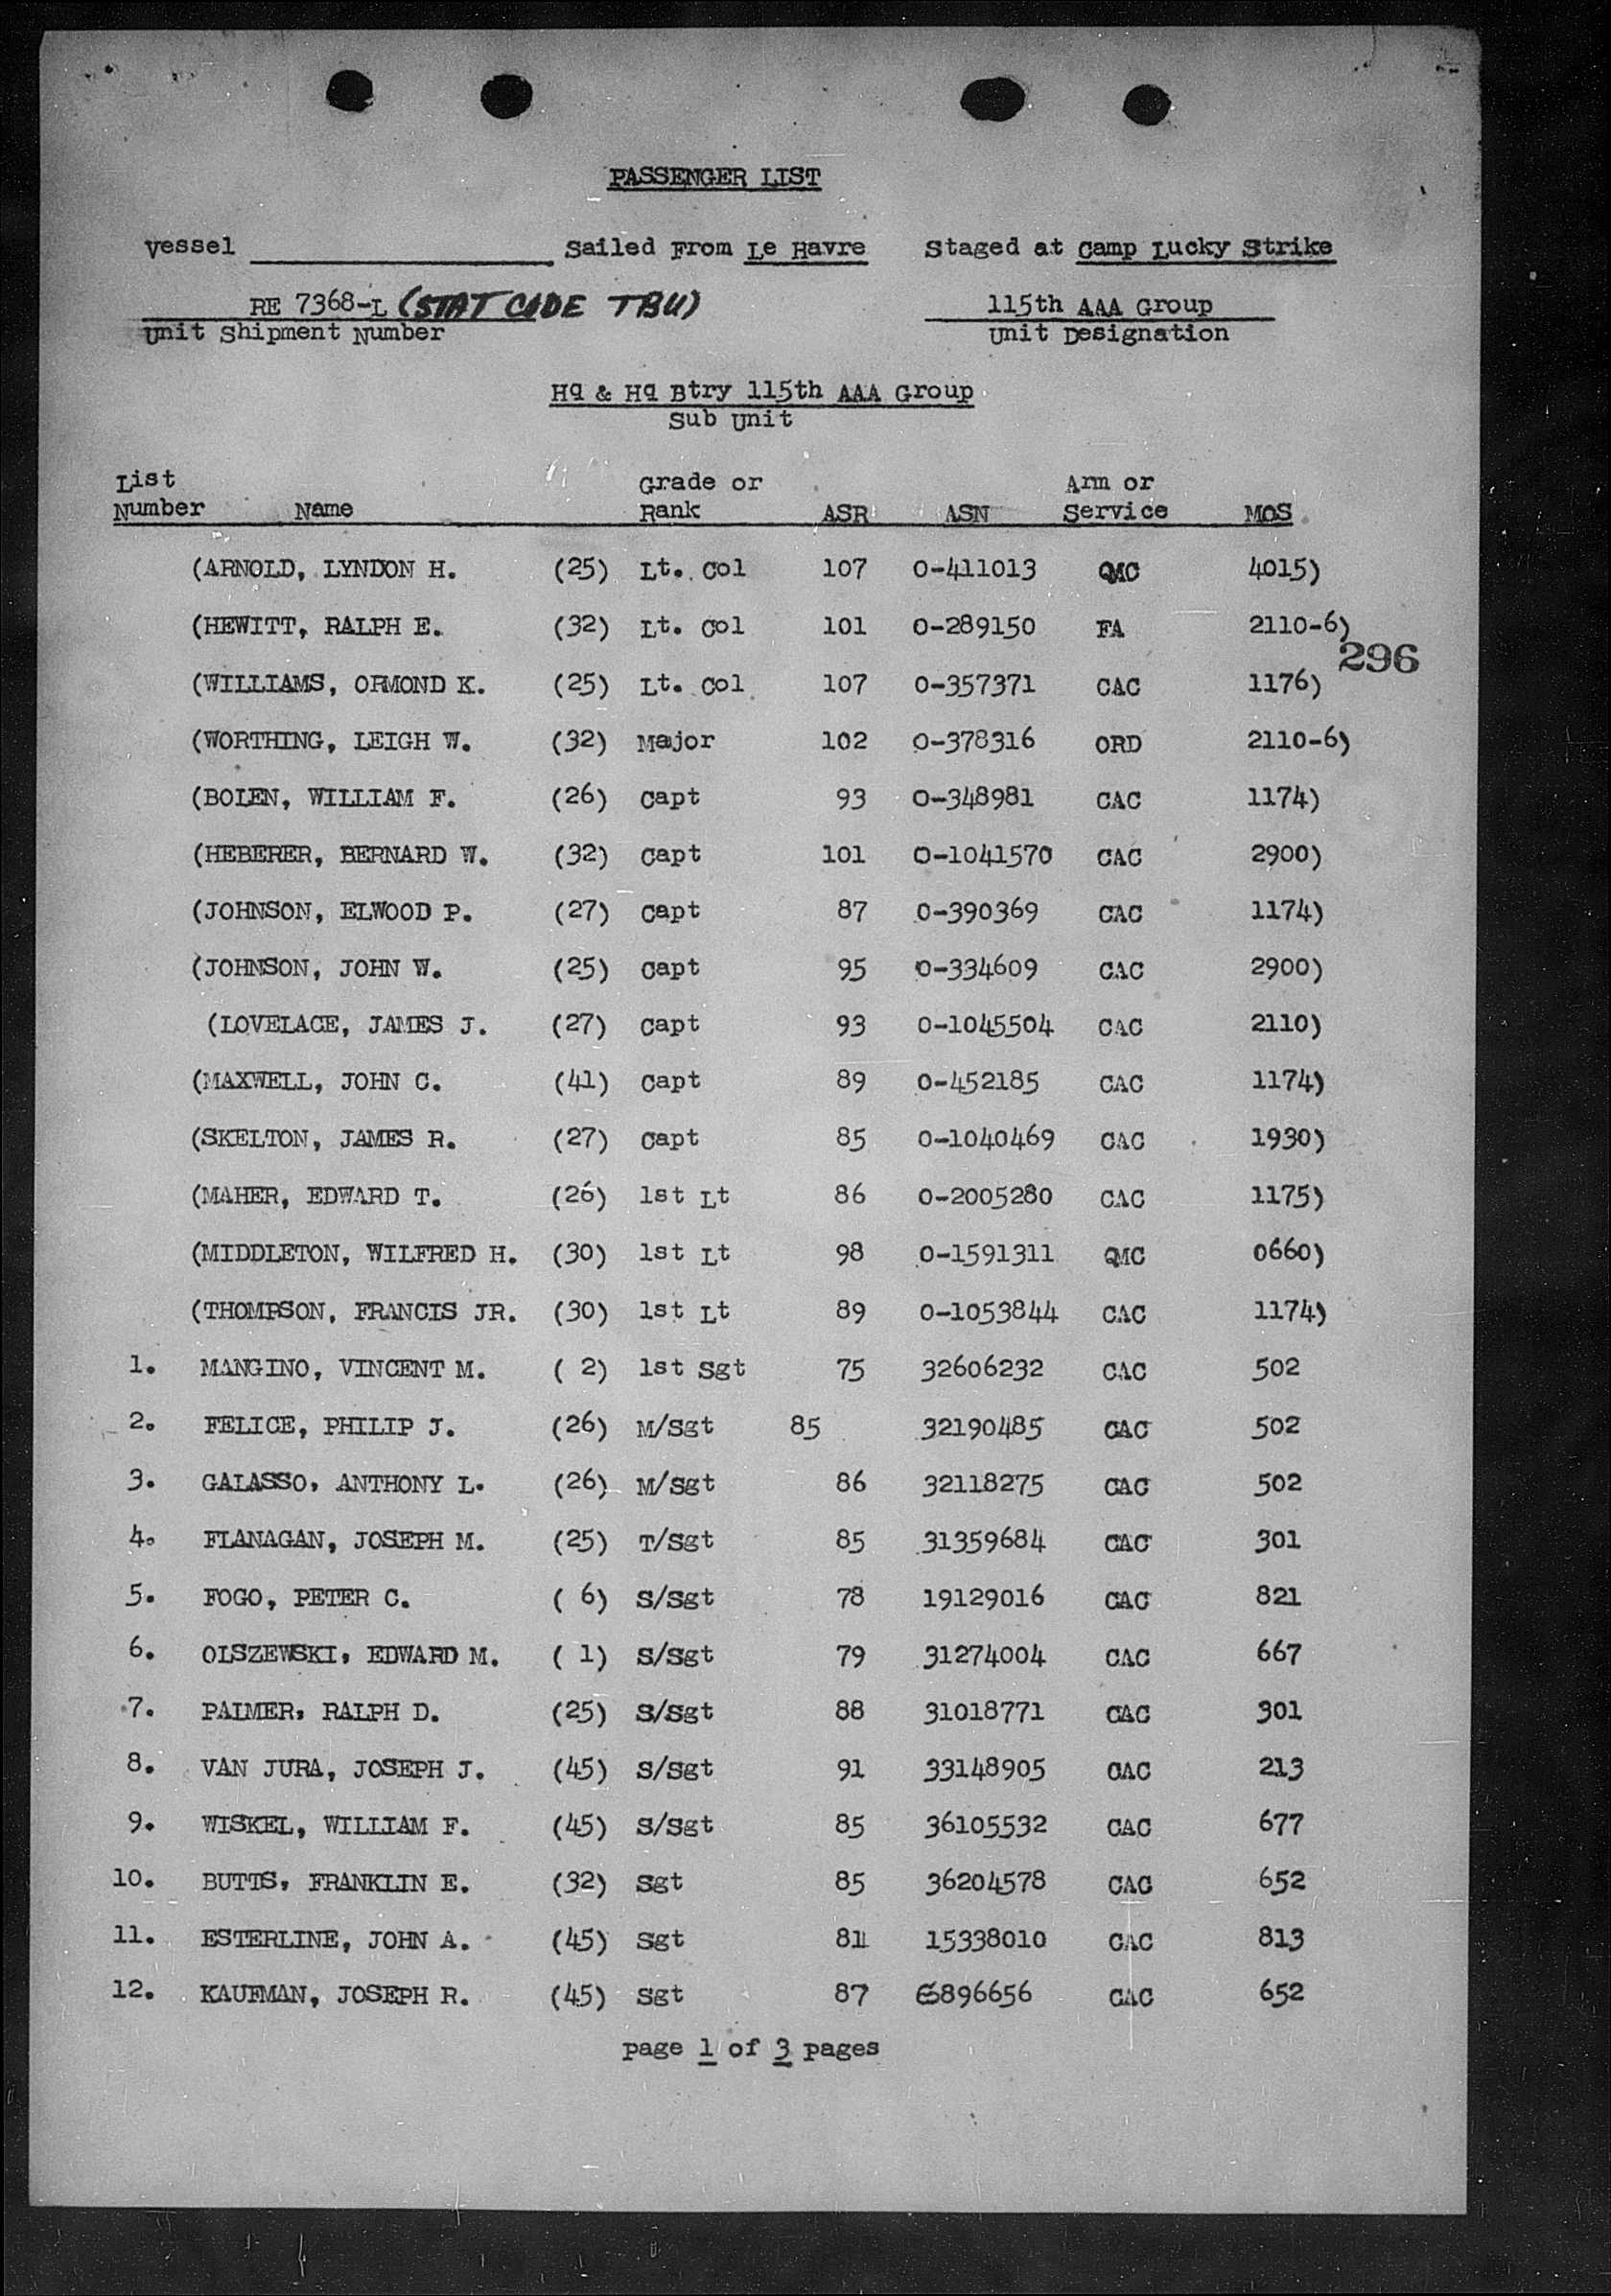 PASSENGER LIST
Vessel ____________ Sailed From Le Havre Staged at Camp Lucky Strike
RE 7368-L (STAT CODE TBU) 115th AAA Group
Unit Shipment Number Unit Designation
Hq & Hq Btry 115th AAA Group
Sub Unit
List Grade or Arm or
Number Name Rank ASR ASN Service MOS
(ARNOLD, LYNDON H. (25) Lt. Col 107 O-411013 QMC 4015)
(HEWITT, RALPH E. (32) Lt. Col 101 O-289150 FA 2110-6)
296
(WILLIAMS, ORMOND K. (25) Lt. Col 107 O-357371 CAC 1176)
(WORTHING, LEIGH W. (32) Major 102 O-378316 ORD 2110-6)
(BOLEN, WILLIAM F. (26) Capt 93 O-348981 CAC 1174)
(HEBERER, BERNARD W. (32) Capt 101 O-1041570 CAC 2900)
(JOHNSON, ELWOOD P. (27) Capt 87 O-390369 CAC 1174)
(JOHNSON, JOHN W. (25) Capt 95 O-334609 CAC 2900)
(LOVELACE, JAMES J. (27) Capt 93 O-1045504 CAC 2110)
(MAXWELL, JOHN C. (41) Capt 89 O-452185 CAC 1174)
(SKELTON, JAMES R. (27) Capt 85 O-1040469 CAC 1930)
(MAHER, EDWARD T. (26) 1st Lt 86 O-2005280 CAC 1175)
(MIDDLETON, WILFRED H. (30) 1st Lt 98 O-1591311 QMC 0660)
(THOMPSON, FRANCIS JR. (30) 1st Lt 89 O-1053844 CAC 1174)
1. MANGINO, VINCENT M. ( 2) 1st Sgt 75 32606232 CAC 502
2. FELICE, PHILIP J. (26) M/Sgt 85 32190485 CAC 502
3. GALASSO, ANTHONY L. (26) M/Sgt 86 32118275 CAC 502
4. FLANAGAN, JOSEPH M. (25) T/Sgt 85 31359684 CAC 301
5. FOGO, PETER C. ( 6) S/Sgt 78 19129016 CAC 821
6. OLSZEWSKI, EDWARD M. ( 1) S/Sgt 79 31274004 CAC 667
7. PALMER, RALPH D. (25) S/Sgt 88 31018771 CAC 301
8. VAN JURA, JOSEPH J. (45) S/Sgt 91 33148905 CAC 213
9. WISKEL, WILLIAM F. (45) S/Sgt 85 36105532 CAC 677
10. BUTTS, FRANKLIN E. (32) Sgt 85 36204578 CAC 652
11. ESTERLINE, JOHN A. (45) Sgt 81 15338010 CAC 813
12. KAUFMAN, JOSEPH R. (45) Sgt 87 6896656 CAC 652
page 1 of 3 pages